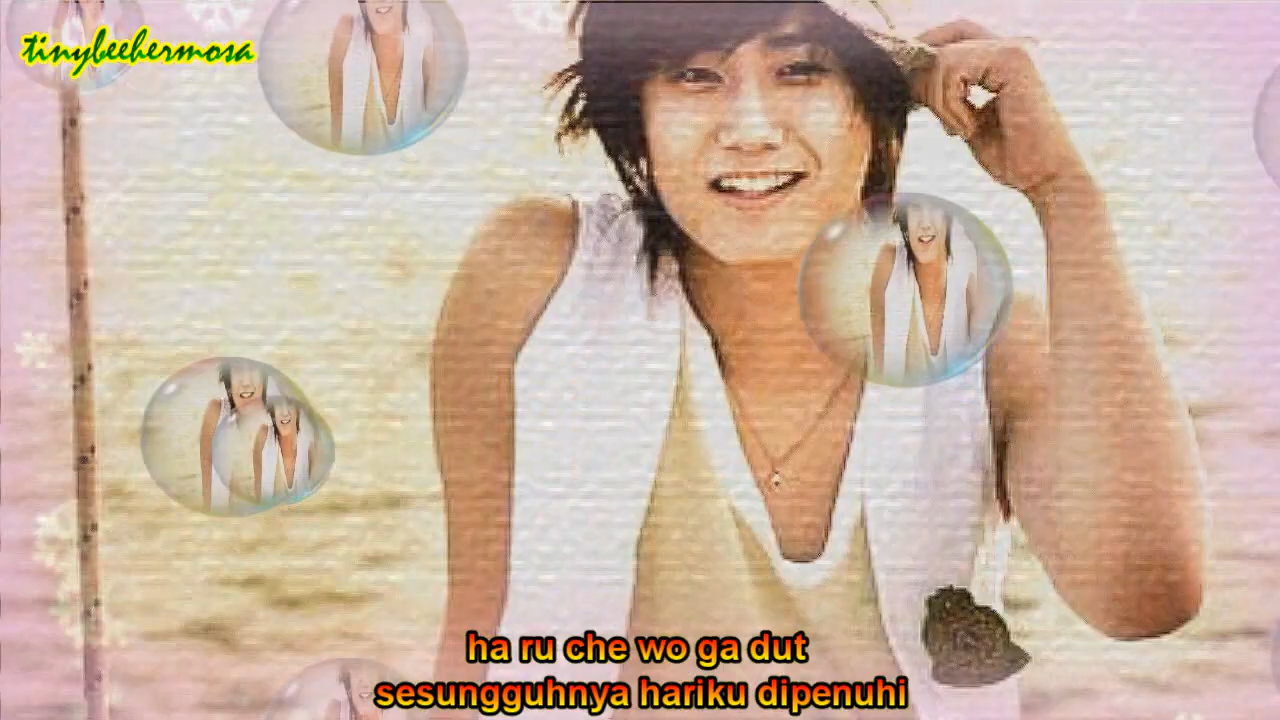 tinybeehermosa
ha ru che wo ga dut
sesungguhnya hariku dipenuhi